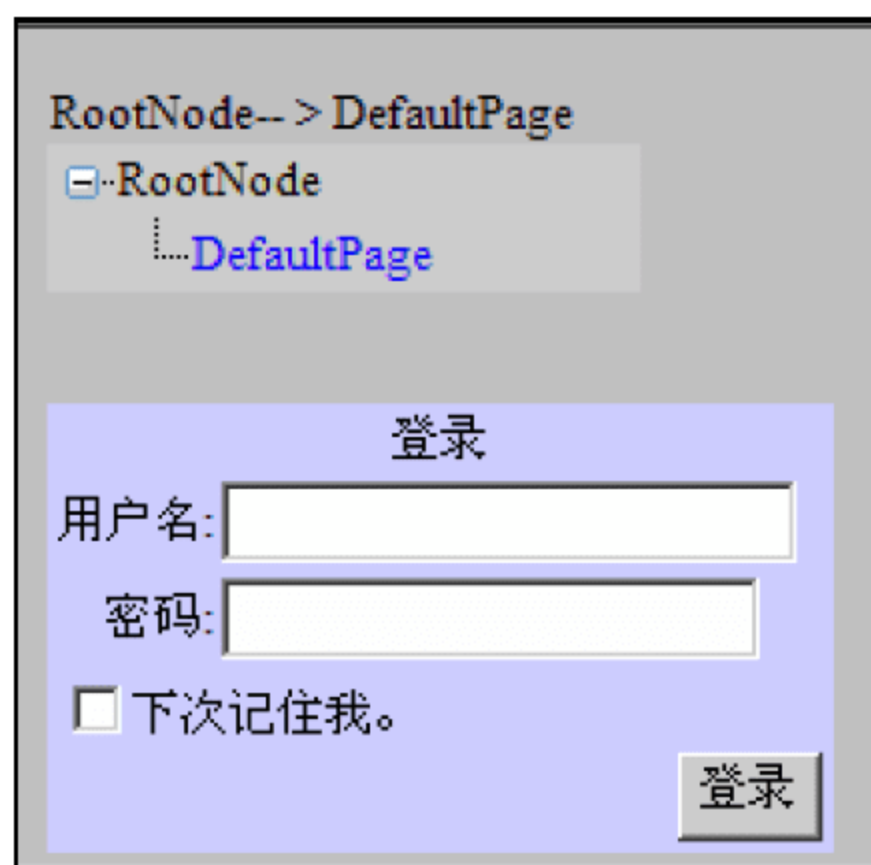 RootNode-- > DefaultPage
RootNode
DefaultPage
登录
用户名:
密码:
下次记住我。
登录